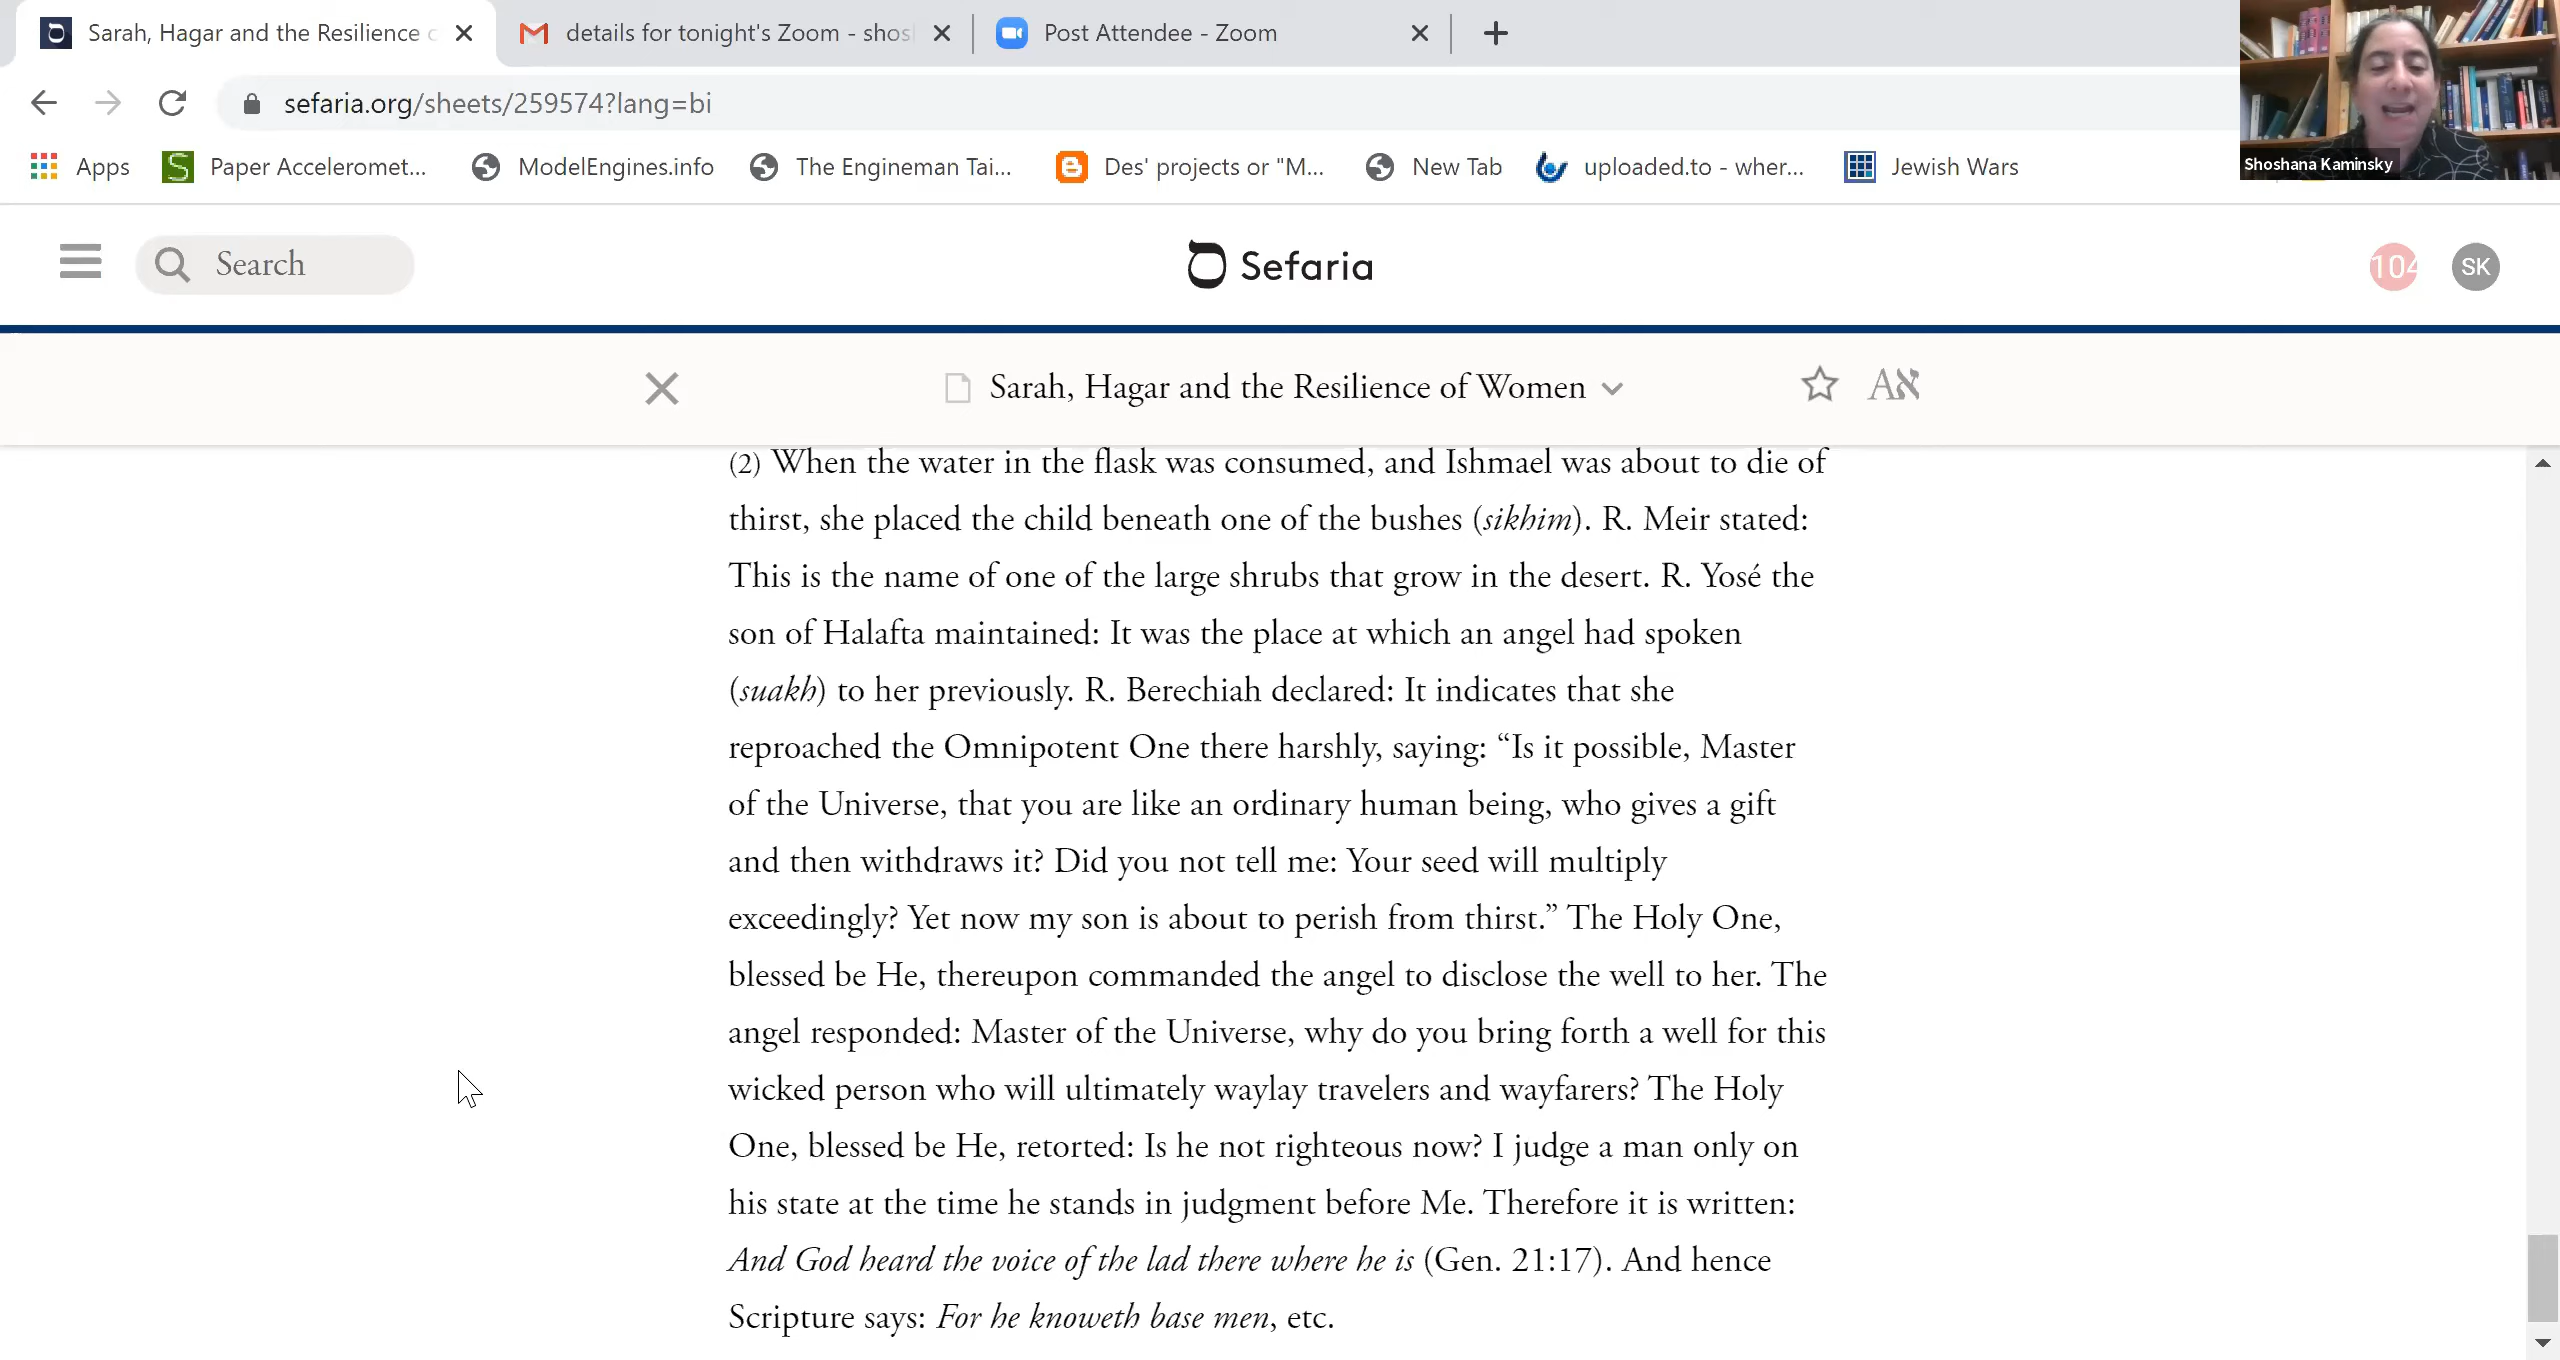 Sarah, Hagar and the Resilience
details for tonight's Zoom - shos
Post Attendee - Zoom
sefaria.org/sheets/259574?lang=bi
Apps
Paper Acceleromet...
ModelEngines.info
The Engineman Tai...
Des' projects or "M...
New Tab
uploaded.to - wher...
Jewish Wars
Shoshana Kaminsky
Search
Sefaria
104
SK
Sarah, Hagar and the Resilience of Women
Aא
(2) When the water in the flask was consumed, and Ishmael was about to die of
thirst, she placed the child beneath one of the bushes (sikhim). R. Meir stated:
This is the name of one of the large shrubs that grow in the desert. R. Yosé the
son of Halafta maintained: It was the place at which an angel had spoken
(suakh) to her previously. R. Berechiah declared: It indicates that she
reproached the Omnipotent One there harshly, saying: “Is it possible, Master
of the Universe, that you are like an ordinary human being, who gives a gift
and then withdraws it? Did you not tell me: Your seed will multiply
exceedingly? Yet now my son is about to perish from thirst.” The Holy One,
blessed be He, thereupon commanded the angel to disclose the well to her. The
angel responded: Master of the Universe, why do you bring forth a well for this
wicked person who will ultimately waylay travelers and wayfarers? The Holy
One, blessed be He, retorted: Is he not righteous now? I judge a man only on
his state at the time he stands in judgment before Me. Therefore it is written:
And God heard the voice of the lad there where he is (Gen. 21:17). And hence
Scripture says: For he knoweth base men, etc.